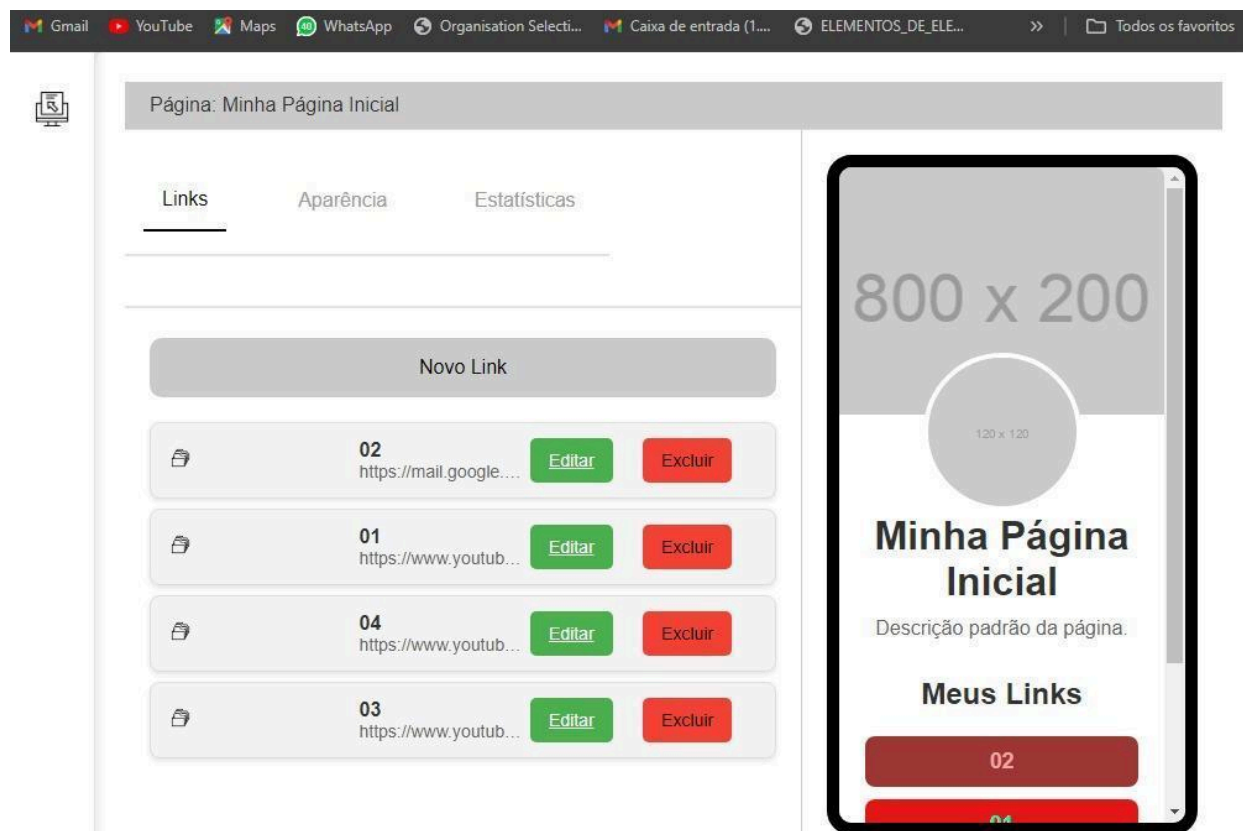 Gmail YouTube Maps WhatsApp Organisation Selecti... Caixa de entrada (1.... ELEMENTOS_DE_ELE... >> Todos os favoritos
Página: Minha Página Inicial
Links Aparência Estatísticas
Novo Link
02
https://mail.google....
Editar Excluir
01
https://www.youtub...
Editar Excluir
04
https://www.youtub...
Editar Excluir
03
https://www.youtub...
Editar Excluir
800 x 200
120 x 120
Minha Página
Inicial
Descrição padrão da página.
Meus Links
02
01